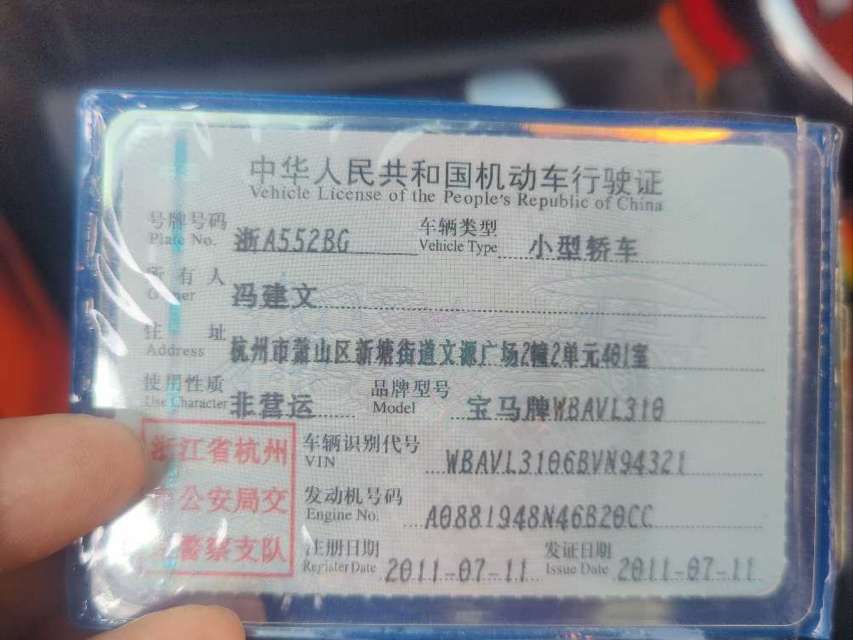 中华人民共和国机动车行驶证
Vehicle License of the People's Republic of China
号牌号码 浙A552BG 车辆类型 小型轿车
Plate No. Vehicle Type
所有人 冯建文
Owner
住址 杭州市萧山区新塘街道文源广场2幢2单元401室
Address
使用性质 非营运 品牌型号 宝马牌WBAVL310
Use Character Model
浙江省杭州
公安局交
警察支队
车辆识别代号 WBAVL3106BVN94321
VIN
发动机号码 A0881948N46B20CC
Engine No.
注册日期 2011-07-11 发证日期 2011-07-11
Register Date Issue Date